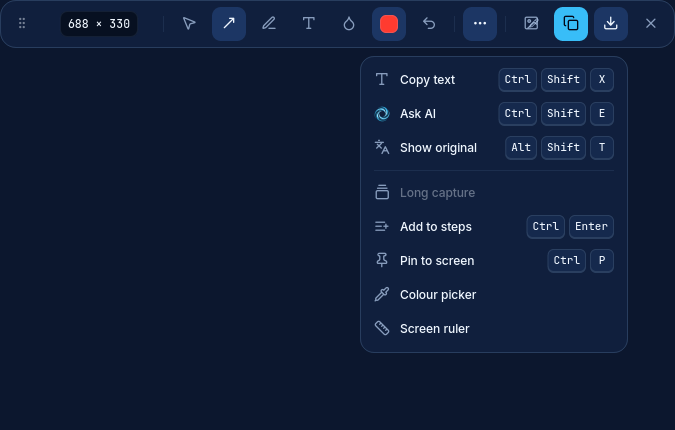 688 × 330
Copy text Ctrl Shift X
Ask AI Ctrl Shift E
Show original Alt Shift T
Long capture
Add to steps Ctrl Enter
Pin to screen Ctrl P
Colour picker
Screen ruler